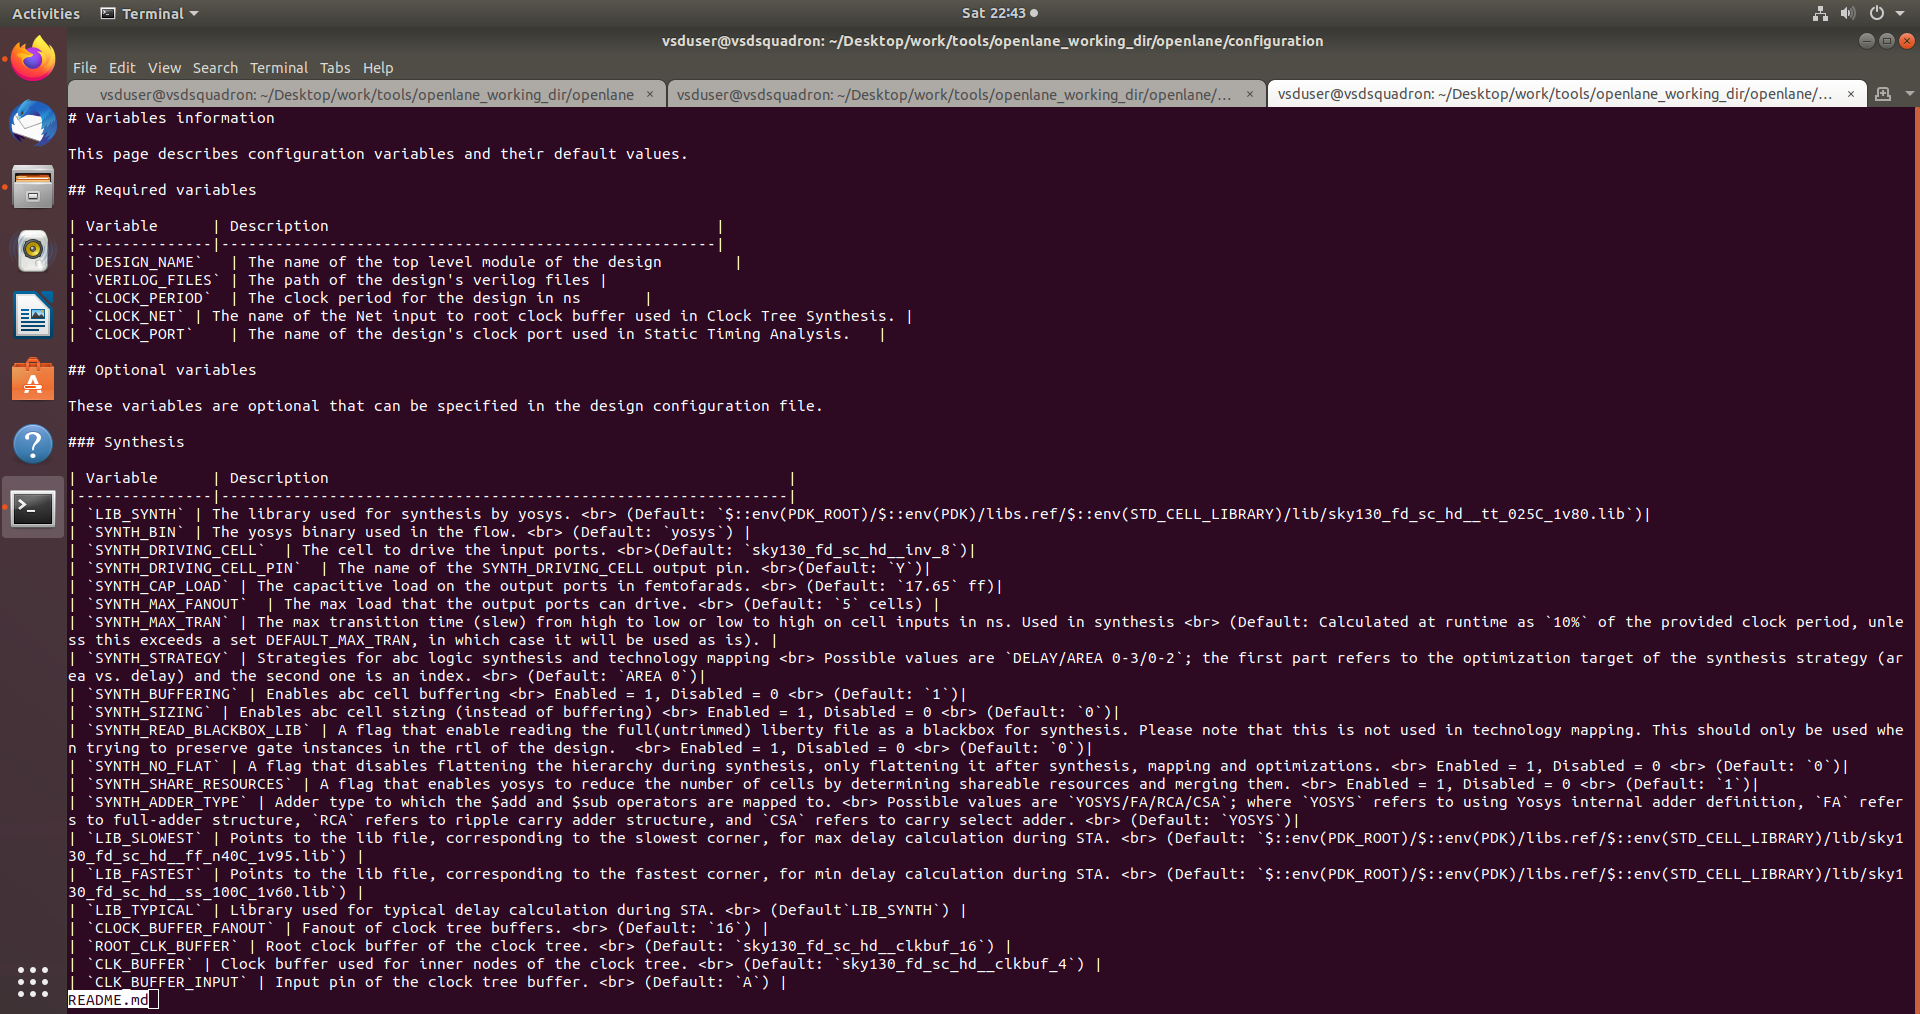 Activities Terminal Sat 22:43
vsduser@vsdsquadron: ~/Desktop/work/tools/openlane_working_dir/openlane/configuration
File Edit View Search Terminal Tabs Help
vsduser@vsdsquadron: ~/Desktop/work/tools/openlane_working_dir/openlane × vsduser@vsdsquadron: ~/Desktop/work/tools/openlane_working_dir/openlane/... × vsduser@vsdsquadron: ~/Desktop/work/tools/openlane_working_dir/openlane/... ×
# Variables information
This page describes configuration variables and their default values.
## Required variables
| Variable      | Description                                           |
|---------------|-------------------------------------------------------|
| `DESIGN_NAME`   | The name of the top level module of the design        |
| `VERILOG_FILES` | The path of the design's verilog files |
| `CLOCK_PERIOD`  | The clock period for the design in ns       |
| `CLOCK_NET` | The name of the Net input to root clock buffer used in Clock Tree Synthesis. |
| `CLOCK_PORT`    | The name of the design's clock port used in Static Timing Analysis.   |
## Optional variables
These variables are optional that can be specified in the design configuration file.
### Synthesis
| Variable      | Description                                                   |
|---------------|---------------------------------------------------------------|
| `LIB_SYNTH` | The library used for synthesis by yosys. <br> (Default: `$::env(PDK_ROOT)/$::env(PDK)/libs.ref/$::env(STD_CELL_LIBRARY)/lib/sky130_fd_sc_hd__tt_025C_1v80.lib`)|
| `SYNTH_BIN` | The yosys binary used in the flow. <br> (Default: `yosys`) |
| `SYNTH_DRIVING_CELL`  | The cell to drive the input ports. <br>(Default: `sky130_fd_sc_hd__inv_8`)|
| `SYNTH_DRIVING_CELL_PIN`  | The name of the SYNTH_DRIVING_CELL output pin. <br>(Default: `Y`)|
| `SYNTH_CAP_LOAD` | The capacitive load on the output ports in femtofarads. <br> (Default: `17.65` ff)|
| `SYNTH_MAX_FANOUT`  | The max load that the output ports can drive. <br> (Default: `5` cells) |
| `SYNTH_MAX_TRAN` | The max transition time (slew) from high to low or low to high on cell inputs in ns. Used in synthesis <br> (Default: Calculated at runtime as `10%` of the provided clock period, unle
ss this exceeds a set DEFAULT_MAX_TRAN, in which case it will be used as is). |
| `SYNTH_STRATEGY` | Strategies for abc logic synthesis and technology mapping <br> Possible values are `DELAY/AREA 0-3/0-2`; the first part refers to the optimization target of the synthesis strategy (ar
ea vs. delay) and the second one is an index. <br> (Default: `AREA 0`)|
| `SYNTH_BUFFERING` | Enables abc cell buffering <br> Enabled = 1, Disabled = 0 <br> (Default: `1`)|
| `SYNTH_SIZING` | Enables abc cell sizing (instead of buffering) <br> Enabled = 1, Disabled = 0 <br> (Default: `0`)|
| `SYNTH_READ_BLACKBOX_LIB` | A flag that enable reading the full(untrimmed) liberty file as a blackbox for synthesis. Please note that this is not used in technology mapping. This should only be used whe
n trying to preserve gate instances in the rtl of the design.  <br> Enabled = 1, Disabled = 0 <br> (Default: `0`)|
| `SYNTH_NO_FLAT` | A flag that disables flattening the hierarchy during synthesis, only flattening it after synthesis, mapping and optimizations. <br> Enabled = 1, Disabled = 0 <br> (Default: `0`)|
| `SYNTH_SHARE_RESOURCES` | A flag that enables yosys to reduce the number of cells by determining shareable resources and merging them. <br> Enabled = 1, Disabled = 0 <br> (Default: `1`)|
| `SYNTH_ADDER_TYPE` | Adder type to which the $add and $sub operators are mapped to. <br> Possible values are `YOSYS/FA/RCA/CSA`; where `YOSYS` refers to using Yosys internal adder definition, `FA` refer
s to full-adder structure, `RCA` refers to ripple carry adder structure, and `CSA` refers to carry select adder. <br> (Default: `YOSYS`)|
| `LIB_SLOWEST` | Points to the lib file, corresponding to the slowest corner, for max delay calculation during STA. <br> (Default: `$::env(PDK_ROOT)/$::env(PDK)/libs.ref/$::env(STD_CELL_LIBRARY)/lib/sky1
30_fd_sc_hd__ff_n40C_1v95.lib`) |
| `LIB_FASTEST` | Points to the lib file, corresponding to the fastest corner, for min delay calculation during STA. <br> (Default: `$::env(PDK_ROOT)/$::env(PDK)/libs.ref/$::env(STD_CELL_LIBRARY)/lib/sky1
30_fd_sc_hd__ss_100C_1v60.lib`) |
| `LIB_TYPICAL` | Library used for typical delay calculation during STA. <br> (Default`LIB_SYNTH`) |
| `CLOCK_BUFFER_FANOUT` | Fanout of clock tree buffers. <br> (Default: `16`) |
| `ROOT_CLK_BUFFER` | Root clock buffer of the clock tree. <br> (Default: `sky130_fd_sc_hd__clkbuf_16`) |
| `CLK_BUFFER` | Clock buffer used for inner nodes of the clock tree. <br> (Default: `sky130_fd_sc_hd__clkbuf_4`) |
| `CLK_BUFFER_INPUT` | Input pin of the clock tree buffer. <br> (Default: `A`) |
README.md